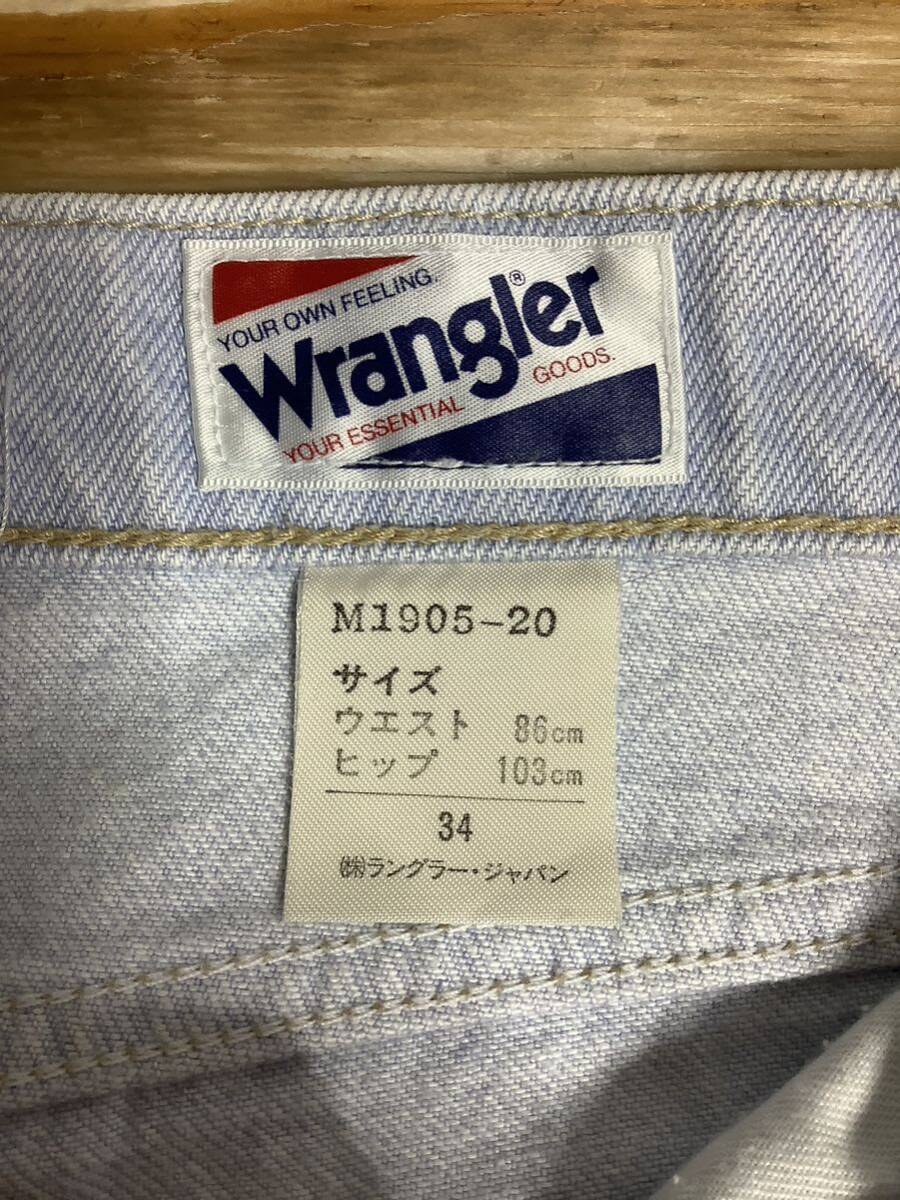 YOUR OWN FEELING.
Wrangler®
YOUR ESSENTIAL GOODS.
M1905-20
サイズ
ウエスト 86cm
ヒップ 103cm
34
㈱ラングラー・ジャパン